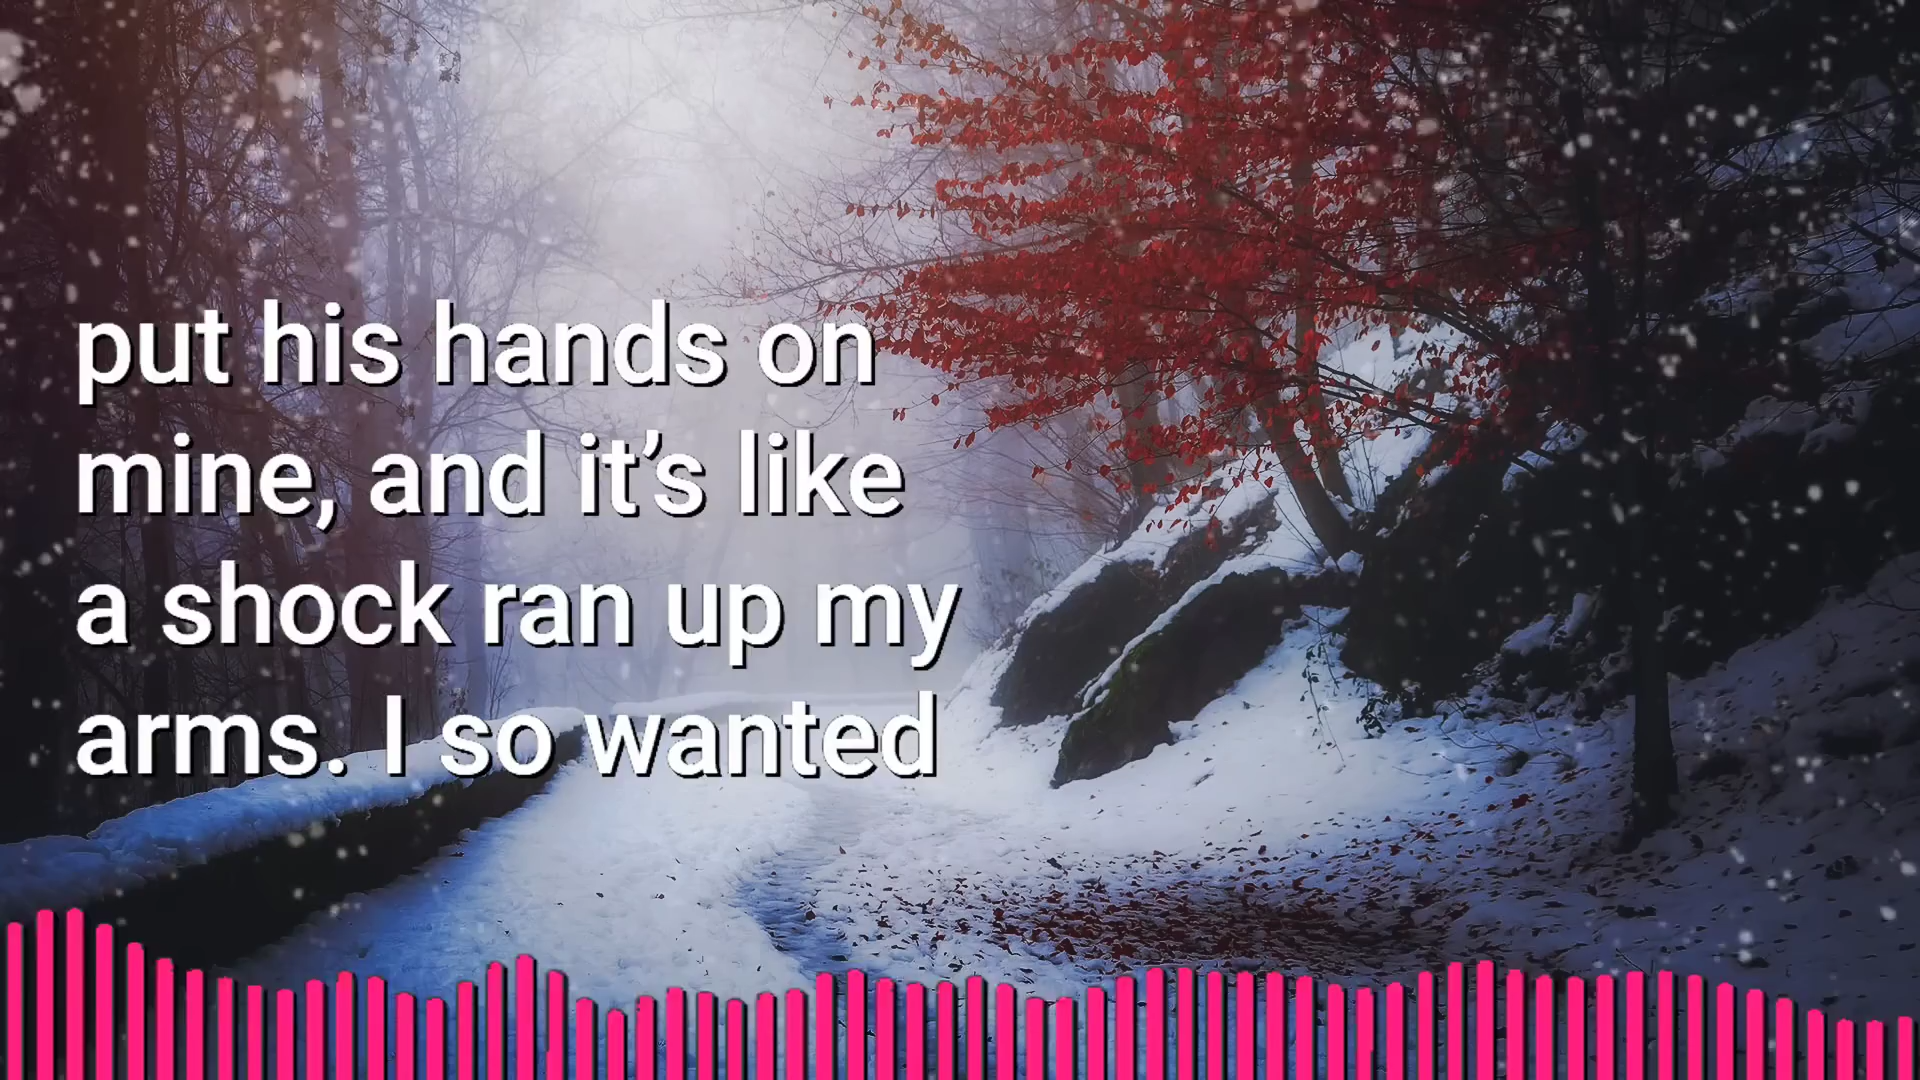 put his hands on
mine, and it’s like
a shock ran up my
arms. I so wanted